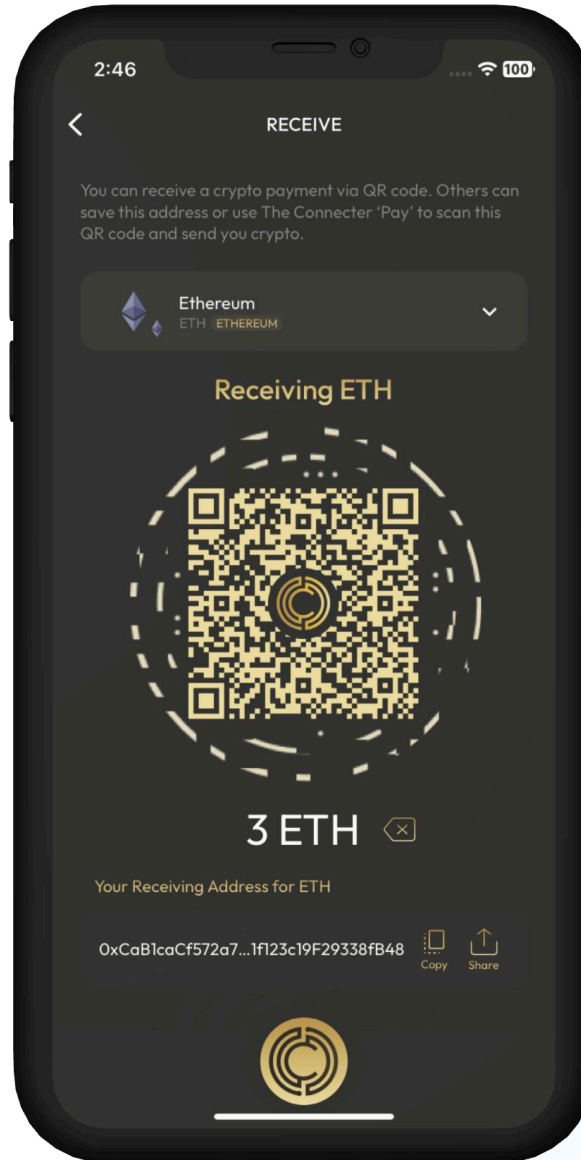 2:46
100
RECEIVE
You can receive a crypto payment via QR code. Others can
save this address or use The Connecter ‘Pay’ to scan this
QR code and send you crypto.
Ethereum
ETH ETHEREUM
Receiving ETH
3 ETH
Your Receiving Address for ETH
0xCaB1caCf572a7...1f123c19F29338fB48
Copy
Share